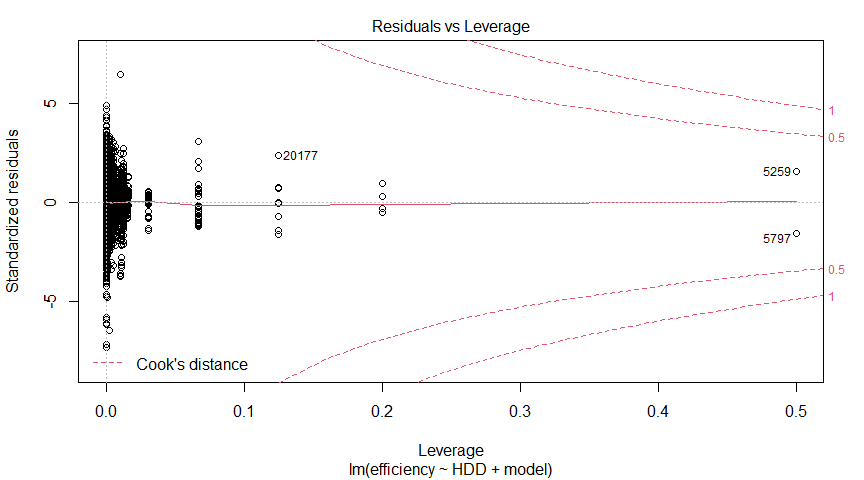 Residuals vs Leverage
Standardized residuals
5
0
-5
20177
5259
5797
1
0.5
0.5
1
Cook's distance
0.0 0.1 0.2 0.3 0.4 0.5
Leverage
lm(efficiency ~ HDD + model)